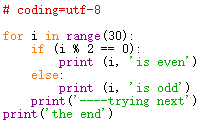 # coding=utf-8
for i in range(30):
    if (i % 2 == 0):
        print (i, 'is even')
    else:
        print (i, 'is odd')
    print('----trying next')
print('the end')